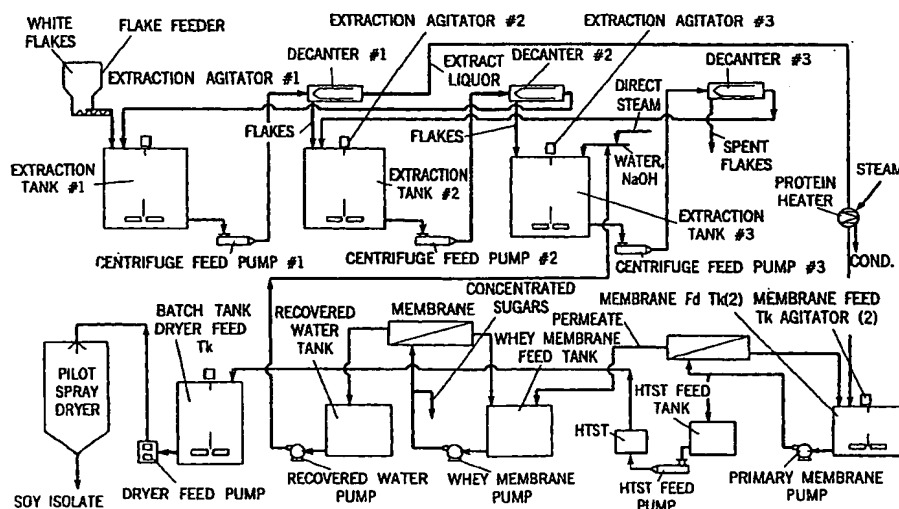 WHITE
FLAKES
FLAKE FEEDER
EXTRACTION AGITATOR #1
DECANTER #1
EXTRACTION
AGITATOR #2
EXTRACT
LIQUOR
DECANTER #2
EXTRACTION AGITATOR #3
DIRECT
STEAM
DECANTER #3
FLAKES
FLAKES
WATER,
NaOH
SPENT
FLAKES
EXTRACTION
TANK #1
EXTRACTION
TANK #2
EXTRACTION
TANK #3
PROTEIN
HEATER
STEAM
COND.
CENTRIFUGE FEED PUMP #1
CENTRIFUGE FEED
PUMP #2
CENTRIFUGE FEED PUMP #3
BATCH TANK
DRYER FEED
Tk
RECOVERED
WATER
TANK
MEMBRANE
CONCENTRATED
SUGARS
PERMEATE
WHEY MEMBRANE
FEED TANK
MEMBRANE Fd Tk(2)
MEMBRANE FEED
Tk AGITATOR (2)
PILOT
SPRAY
DRYER
HTST FEED
TANK
HTST
SOY ISOLATE
DRYER FEED PUMP
RECOVERED WATER
PUMP
WHEY MEMBRANE
PUMP
HTST FEED
PUMP
PRIMARY MEMBRANE
PUMP